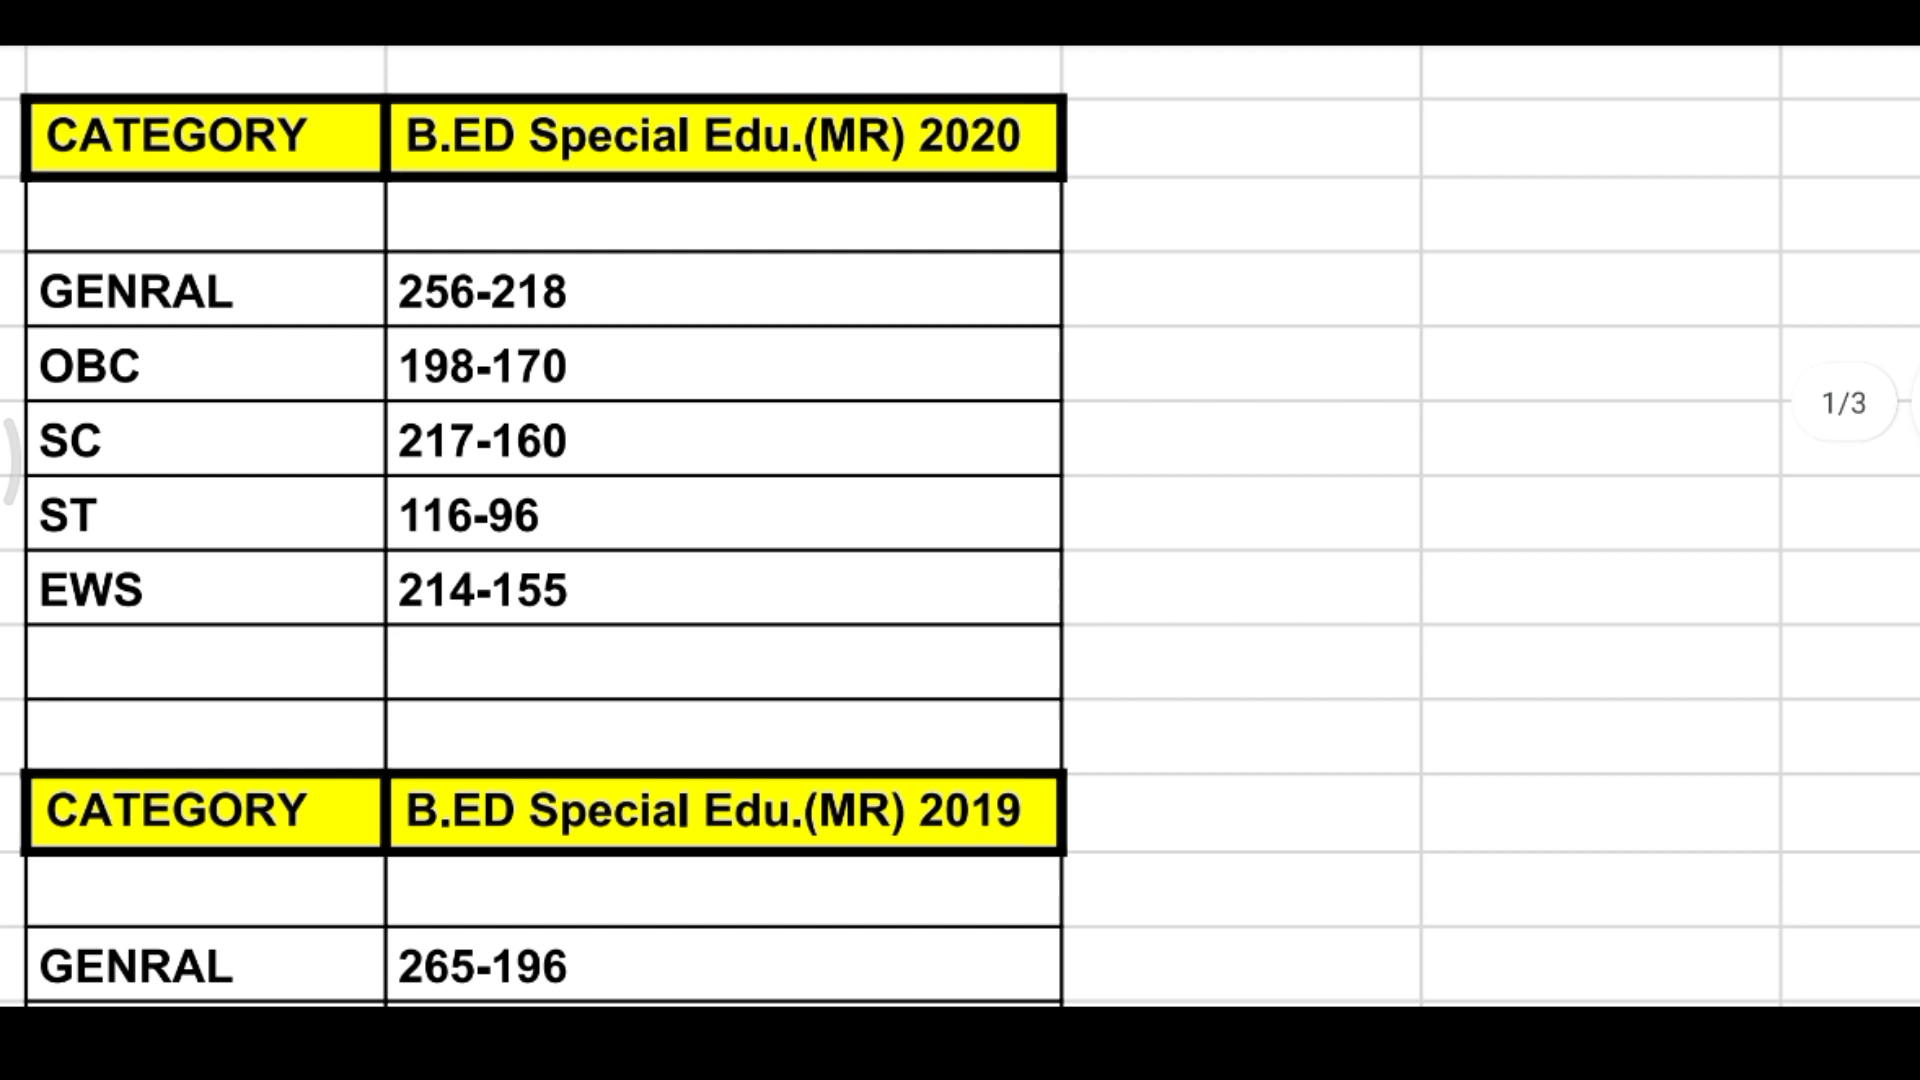 CATEGORY B.ED Special Edu.(MR) 2020
GENRAL 256-218
OBC 198-170
SC 217-160
ST 116-96
EWS 214-155
CATEGORY B.ED Special Edu.(MR) 2019
GENRAL 265-196
1/3